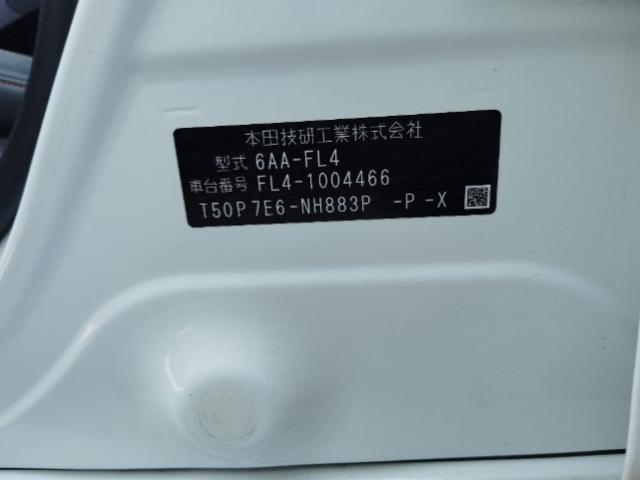 本田技研工業株式会社
型式 6AA-FL4
車台番号 FL4-1004466
T50P 7E6-NH883P -P -X